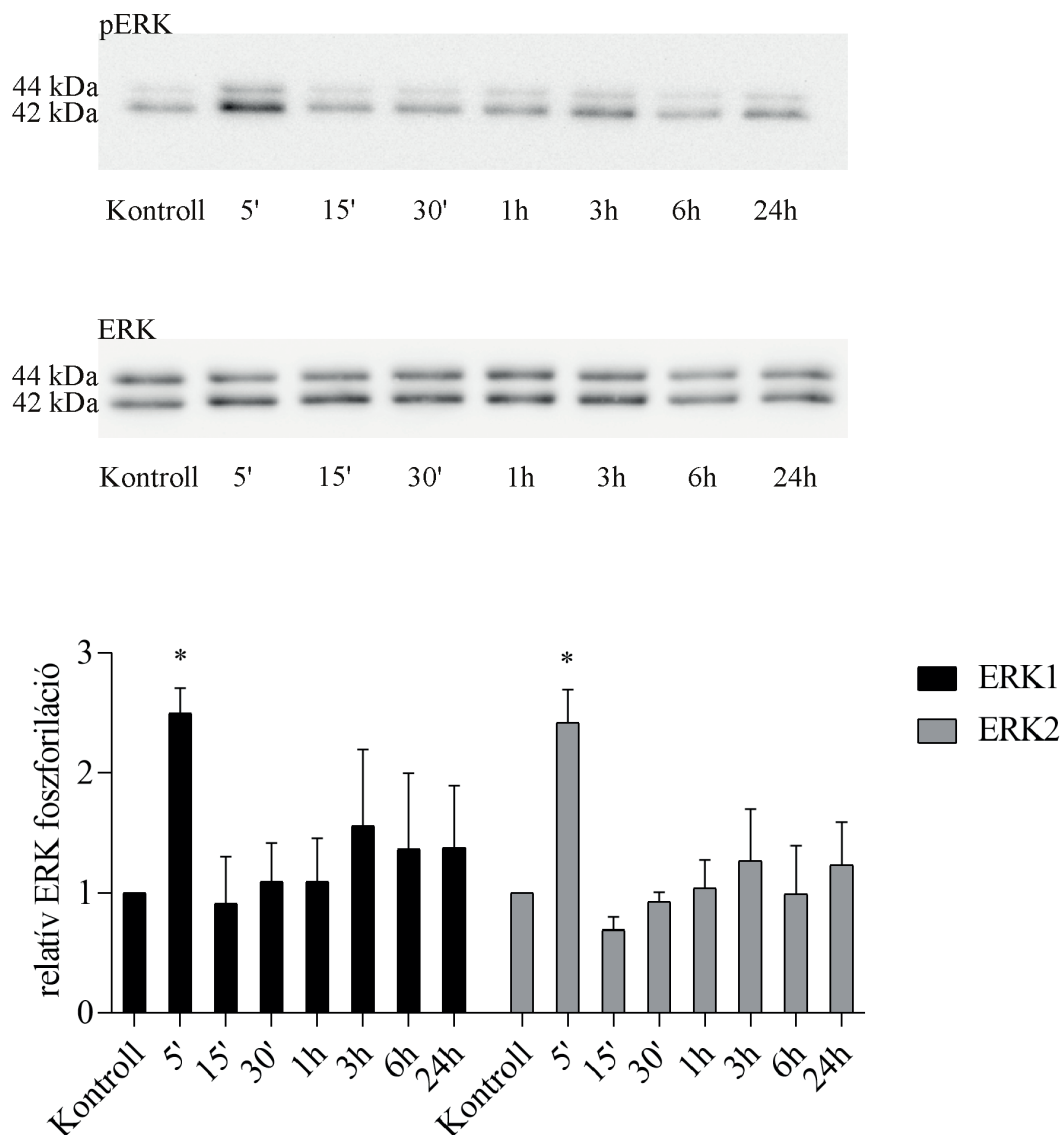 pERK
44 kDa
42 kDa
Kontroll 5' 15' 30' 1h 3h 6h 24h
ERK
44 kDa
42 kDa
Kontroll 5' 15' 30' 1h 3h 6h 24h
relatív ERK foszforiláció
3
2
1
0
* *
ERK1
ERK2
Kontroll 5' 15' 30' 1h 3h 6h 24h Kontroll 5' 15' 30' 1h 3h 6h 24h